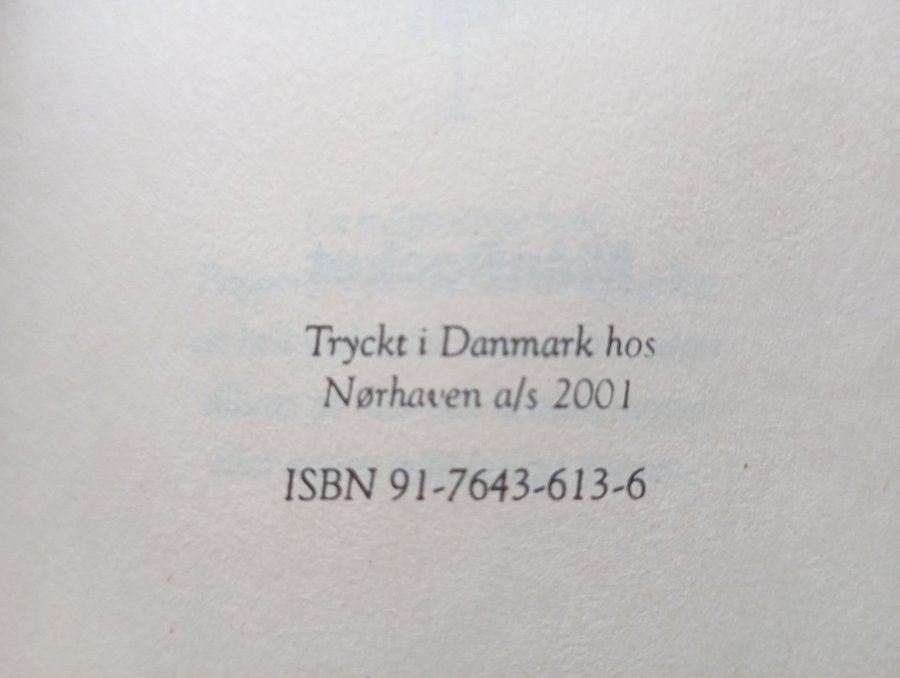 Tryckt i Danmark hos
Nørhaven a/s 2001
ISBN 91-7643-613-6